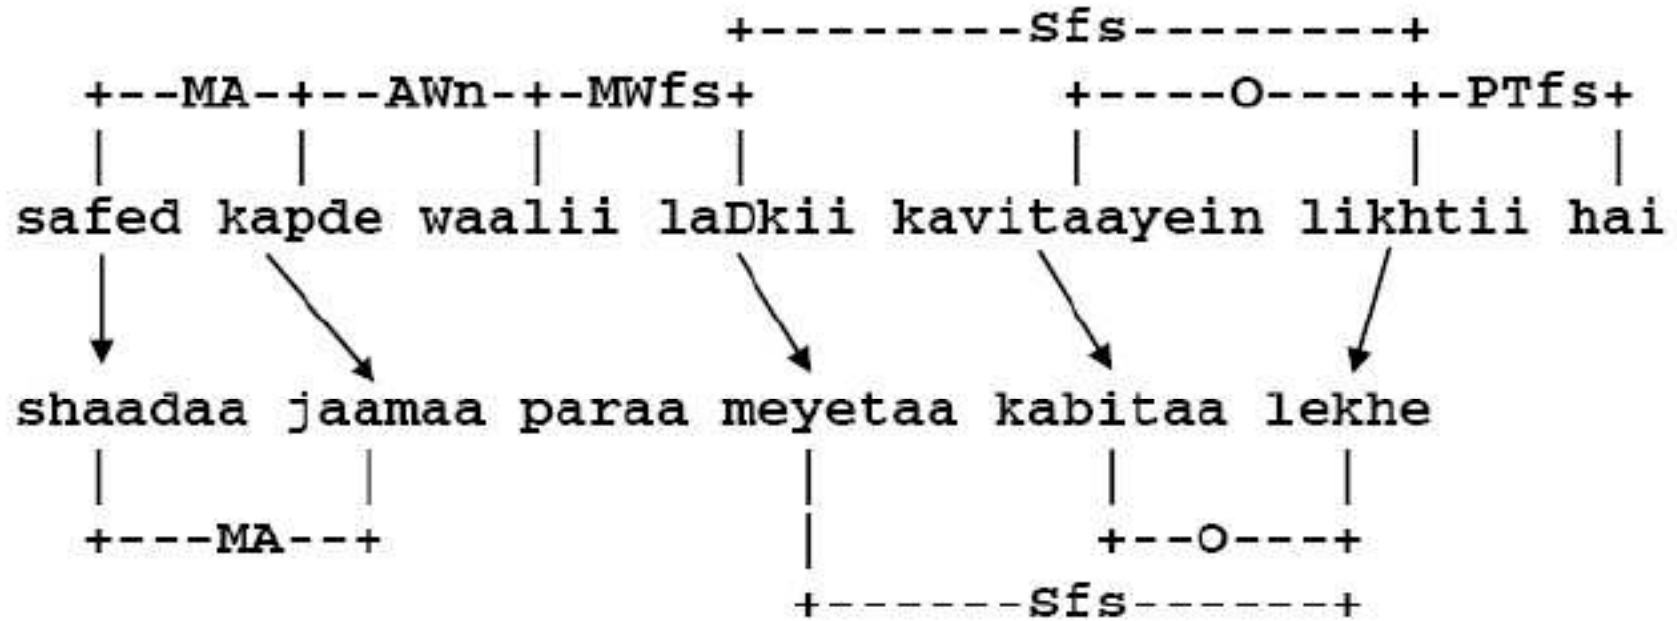 +--------Sfs--------+
+--MA-+--AWn-+-MWfs+ +----O----+-PTfs+
| | | | | | |
safed kapde waalii laDkii kavitaayein likhtii hai
shaadaa jaamaa paraa meyetaa kabitaa lekhe
| | | | |
+---MA--+ | +--O---+
+------Sfs------+